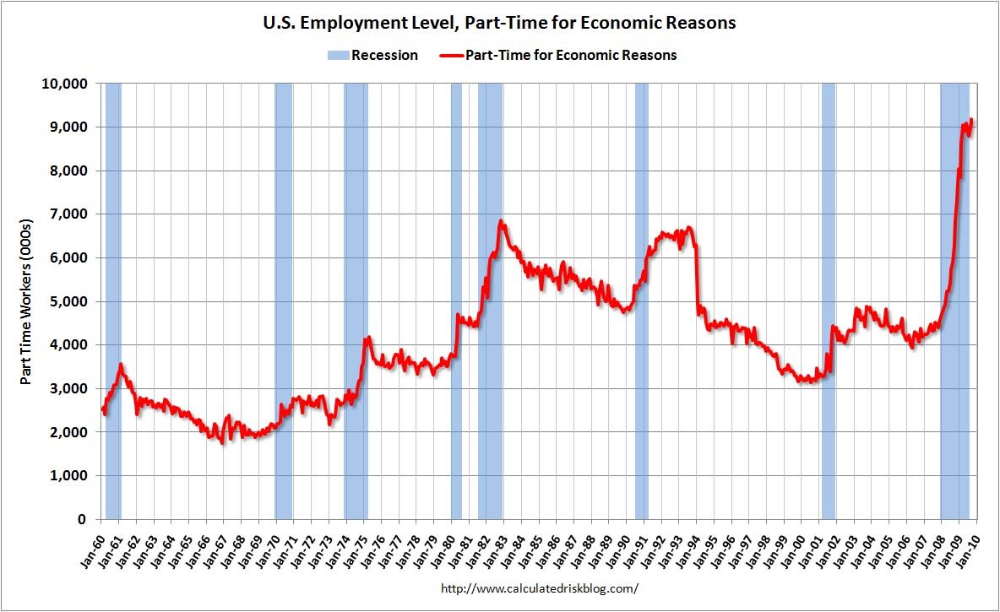 U.S. Employment Level, Part-Time for Economic Reasons
Recession Part-Time for Economic Reasons
10,000
9,000
8,000
7,000
6,000
5,000
4,000
3,000
2,000
1,000
0
Part Time Workers (000s)
Jan-60 Jan-61 Jan-62 Jan-63 Jan-64 Jan-65 Jan-66 Jan-67 Jan-68 Jan-69 Jan-70 Jan-71 Jan-72 Jan-73 Jan-74 Jan-75 Jan-76 Jan-77 Jan-78 Jan-79 Jan-80 Jan-81 Jan-82 Jan-83 Jan-84 Jan-85 Jan-86 Jan-87 Jan-88 Jan-89 Jan-90 Jan-91 Jan-92 Jan-93 Jan-94 Jan-95 Jan-96 Jan-97 Jan-98 Jan-99 Jan-00 Jan-01 Jan-02 Jan-03 Jan-04 Jan-05 Jan-06 Jan-07 Jan-08 Jan-09 Jan-10
http://www.calculatedriskblog.com/